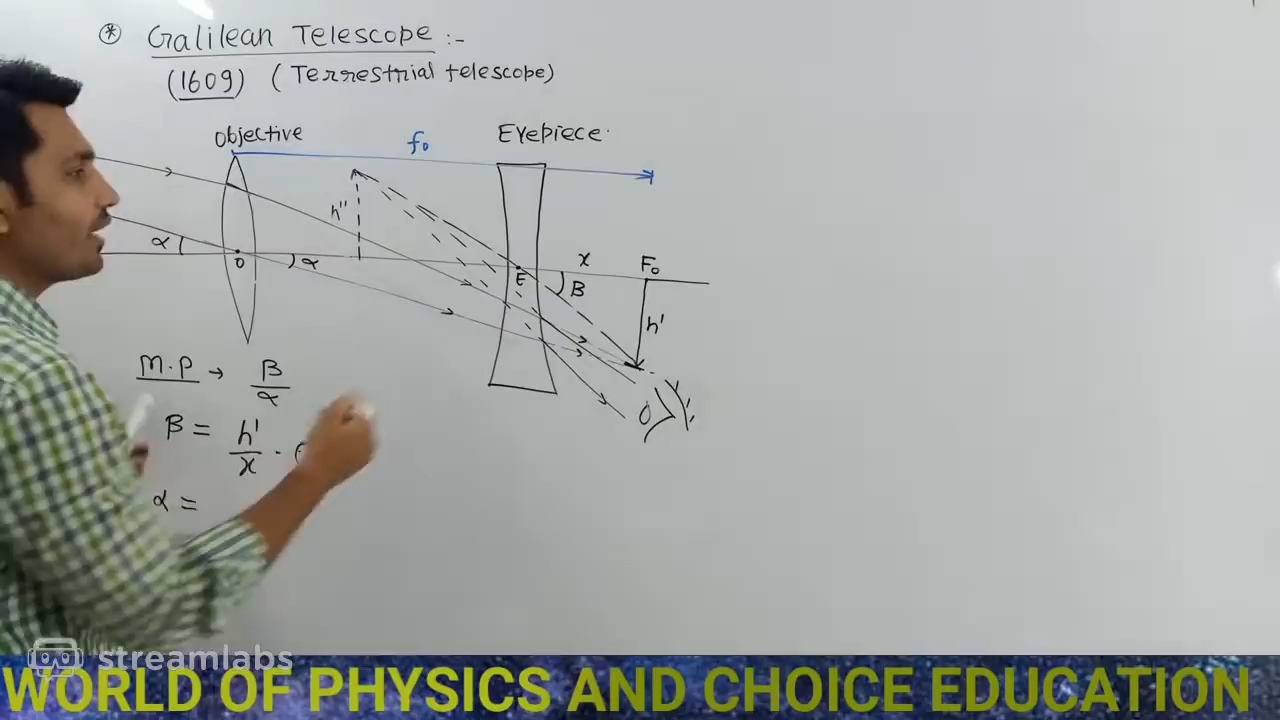 * Galilean Telescope :-
(1609) (Terrestrial telescope)
Objective
Eyepiece
f₀
h''
α
O
α
E
x
F₀
B
h'
M.P → β/α
β = h'/x -
α =
streamlabs
WORLD OF PHYSICS AND CHOICE EDUCATION